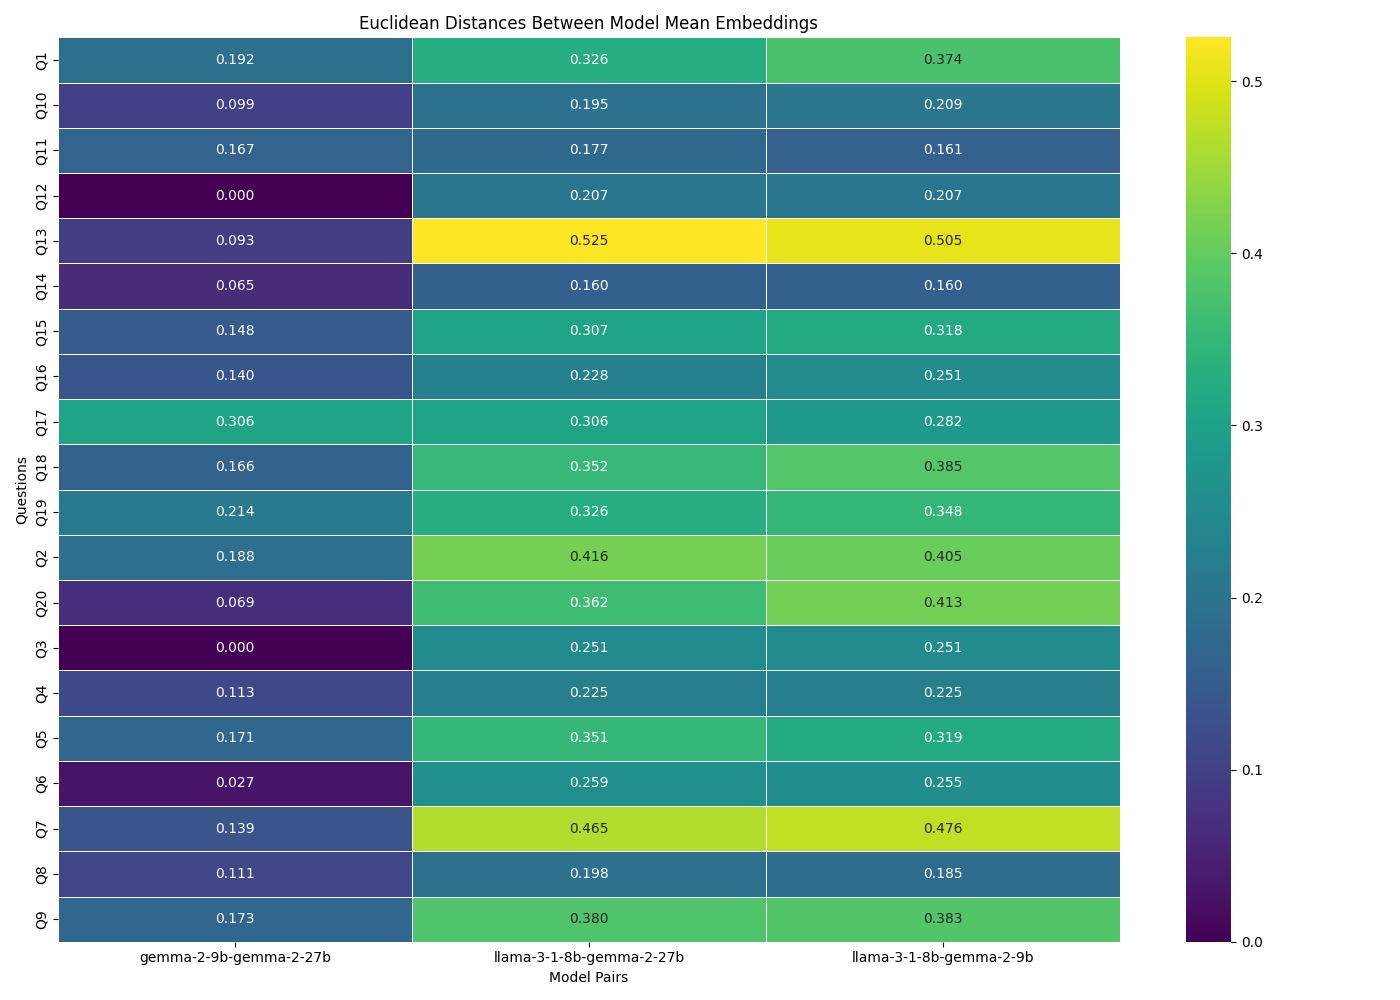 Euclidean Distances Between Model Mean Embeddings
Q1 0.192 0.326 0.374
Q10 0.099 0.195 0.209
Q11 0.167 0.177 0.161
Q12 0.000 0.207 0.207
Q13 0.093 0.525 0.505
Q14 0.065 0.160 0.160
Q15 0.148 0.307 0.318
Q16 0.140 0.228 0.251
Q17 0.306 0.306 0.282
Q18 0.166 0.352 0.385
Q19 0.214 0.326 0.348
Q2 0.188 0.416 0.405
Q20 0.069 0.362 0.413
Q3 0.000 0.251 0.251
Q4 0.113 0.225 0.225
Q5 0.171 0.351 0.319
Q6 0.027 0.259 0.255
Q7 0.139 0.465 0.476
Q8 0.111 0.198 0.185
Q9 0.173 0.380 0.383
Questions
gemma-2-9b-gemma-2-27b llama-3-1-8b-gemma-2-27b llama-3-1-8b-gemma-2-9b
Model Pairs
0.5
0.4
0.3
0.2
0.1
0.0